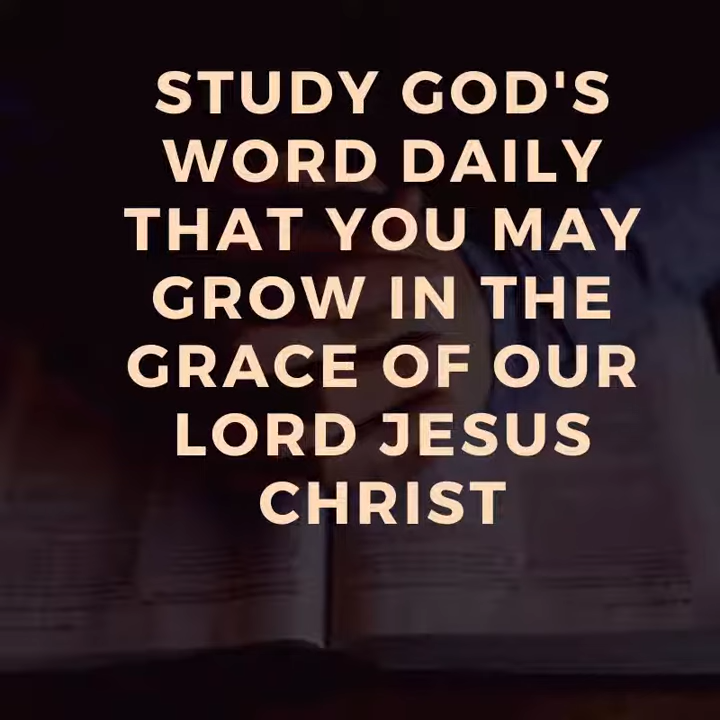 STUDY GOD'S
WORD DAILY
THAT YOU MAY
GROW IN THE
GRACE OF OUR
LORD JESUS
CHRIST